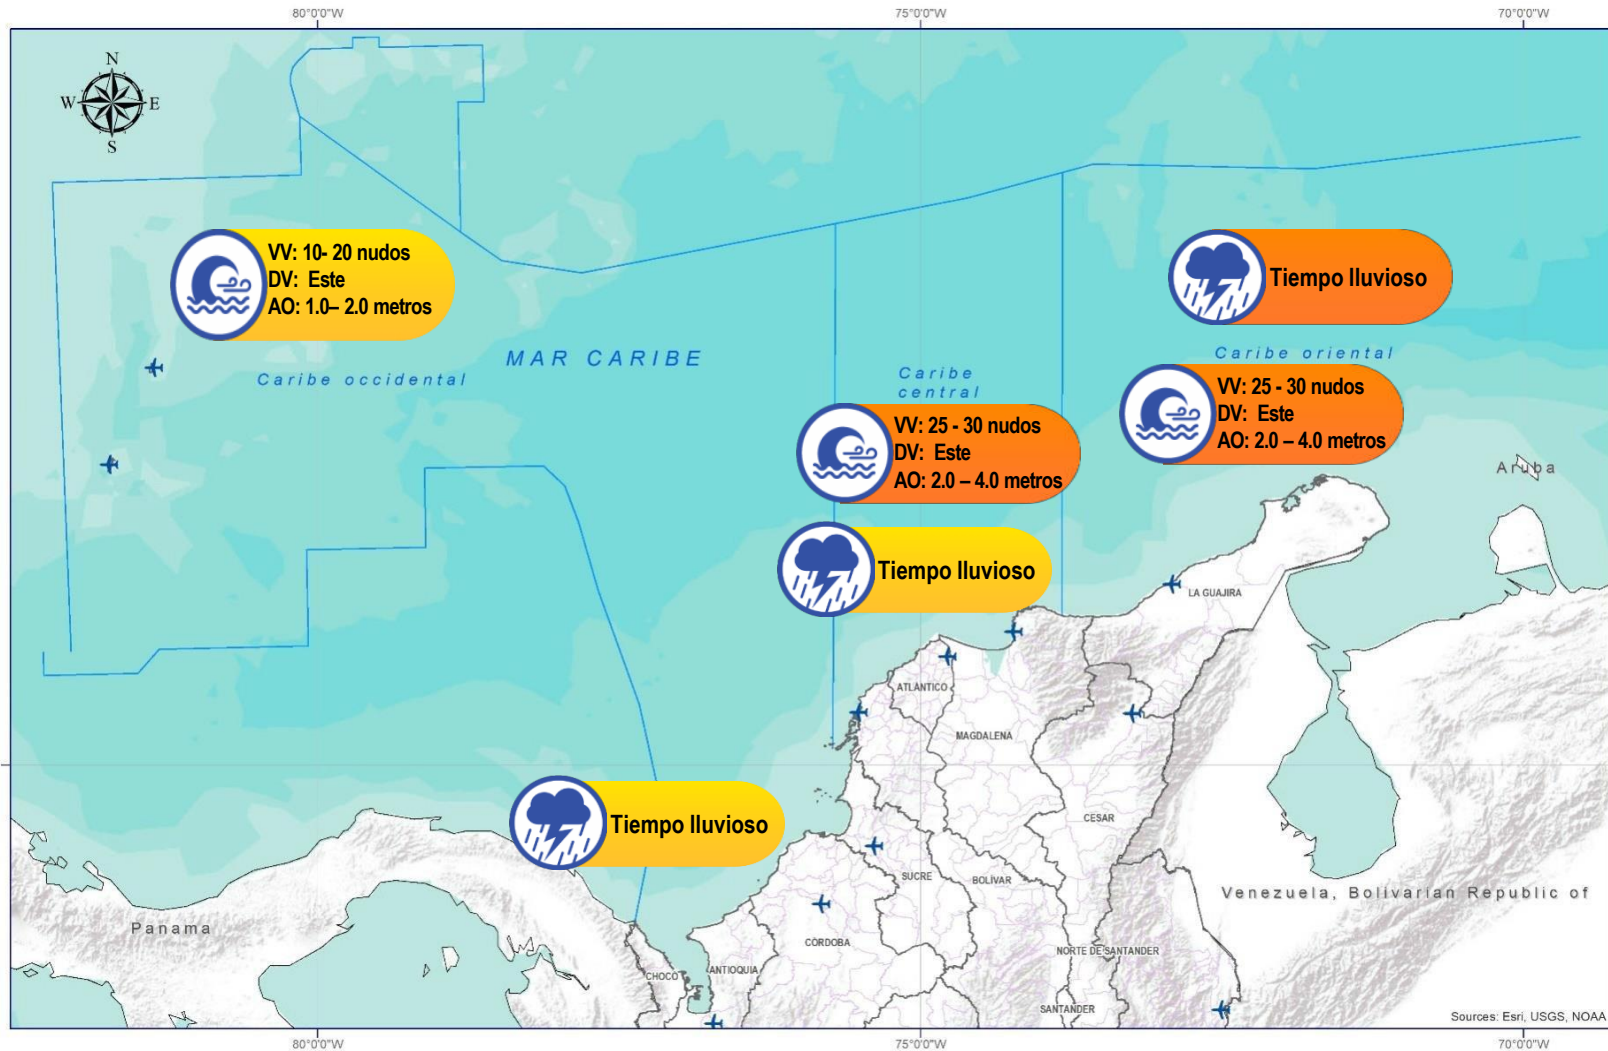 80°0'0"W
75°0'0"W
70°0'0"W
N
W
E
S
VV: 10- 20 nudos
DV: Este
AO: 1.0– 2.0 metros
Tiempo lluvioso
MAR CARIBE
Caribe occidental
Caribe
central
Caribe oriental
VV: 25 - 30 nudos
DV: Este
AO: 2.0 – 4.0 metros
VV: 25 - 30 nudos
DV: Este
AO: 2.0 – 4.0 metros
Aruba
Tiempo lluvioso
LA GUAJIRA
ATLÁNTICO
MAGDALENA
CESAR
Tiempo lluvioso
SUCRE
BOLÍVAR
Venezuela, Bolivarian Republic of
Panama
CÓRDOBA
NORTE DE SANTANDER
CHOCÓ
ANTIOQUIA
SANTANDER
Sources: Esri, USGS, NOAA
80°0'0"W
75°0'0"W
70°0'0"W